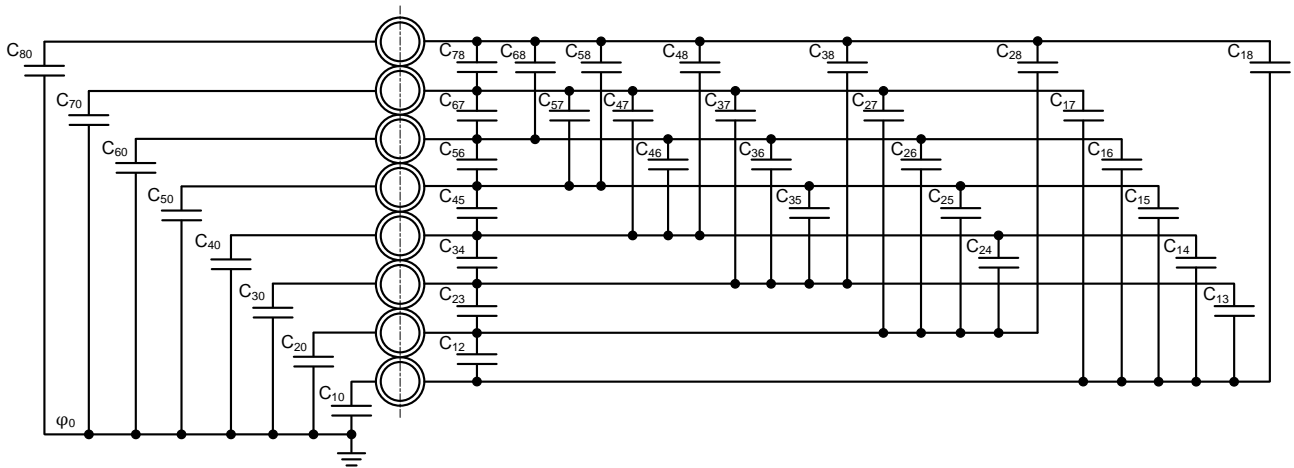 C80 C78 C68 C58 C48 C38 C28 C18
C70 C67 C57 C47 C37 C27 C17
C60 C56 C46 C36 C26 C16
C50 C45 C35 C25 C15
C40 C34 C24 C14
C30 C23 C13
C20 C12
C10
φ0